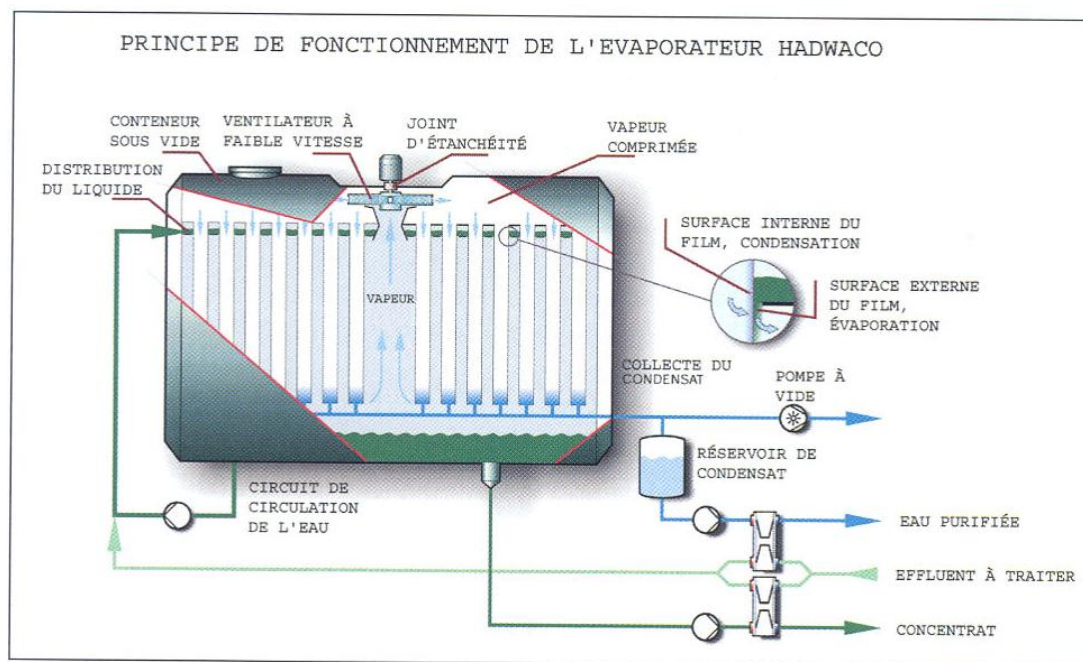 PRINCIPE DE FONCTIONNEMENT DE L'EVAPORATEUR HADWACO
CONTENEUR
SOUS VIDE
VENTILATEUR À
FAIBLE VITESSE
JOINT
D'ÉTANCHÉITÉ
VAPEUR
COMPRIMÉE
DISTRIBUTION
DU LIQUIDE
SURFACE INTERNE DU
FILM, CONDENSATION
SURFACE EXTERNE
DU FILM,
ÉVAPORATION
VAPEUR
COLLECTE DU
CONDENSAT
POMPE À
VIDE
RÉSERVOIR DE
CONDENSAT
CIRCUIT DE
CIRCULATION
DE L'EAU
EAU PURIFIÉE
EFFLUENT À TRAITER
CONCENTRAT